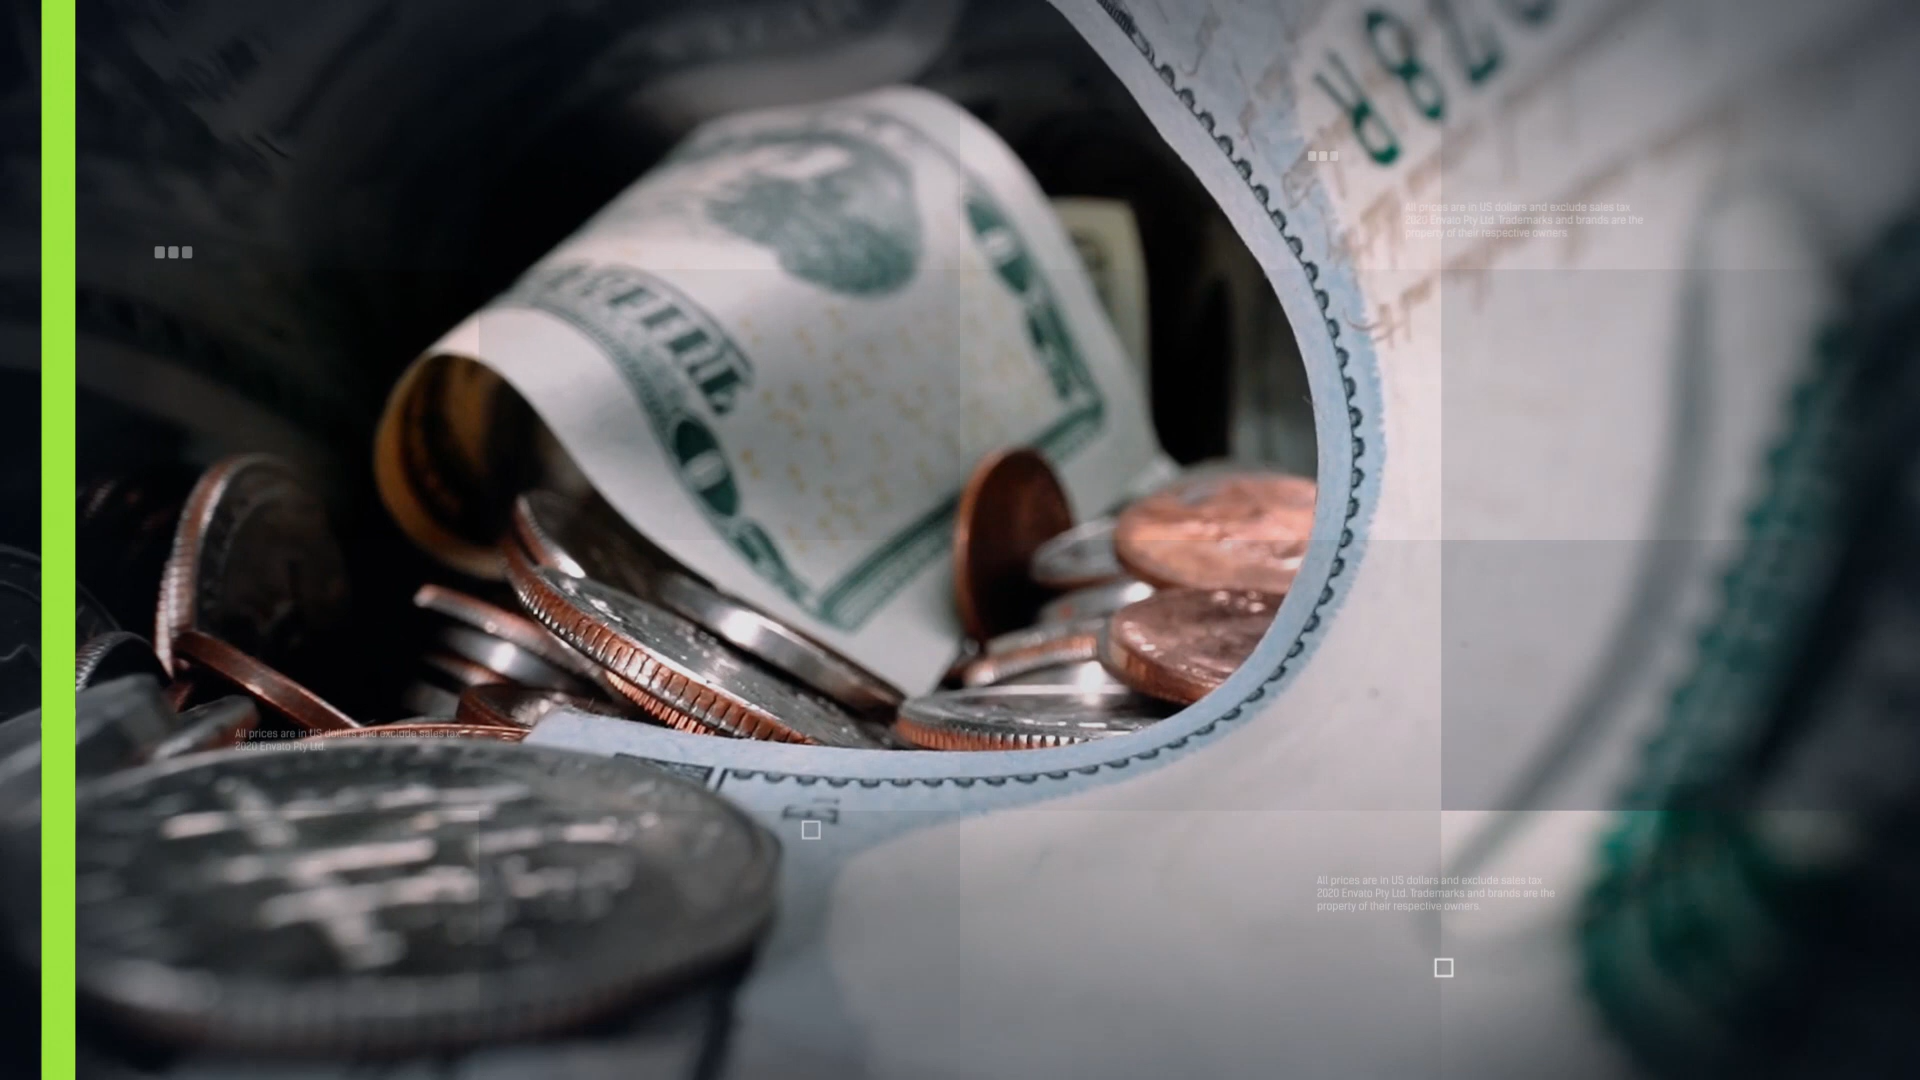 78R
All prices are in US dollars and exclude sales tax
2020 Envato Pty Ltd. Trademarks and brands are the
property of their respective owners
All prices are in US dollars and exclude sales tax
2020 Envato Pty Ltd.
All prices are in US dollars and exclude sales tax
2020 Envato Pty Ltd. Trademarks and brands are the
property of their respective owners.